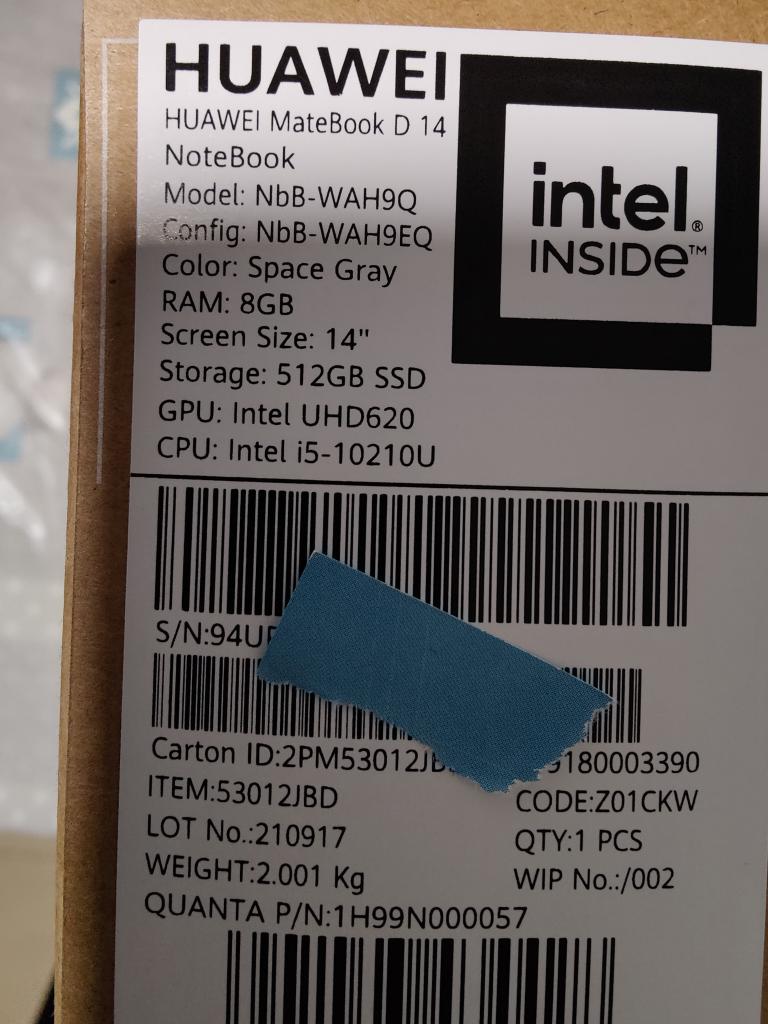 HUAWEI
HUAWEI MateBook D 14
NoteBook
Model: NbB-WAH9Q
Config: NbB-WAH9EQ
Color: Space Gray
RAM: 8GB
Screen Size: 14"
Storage: 512GB SSD
GPU: Intel UHD620
CPU: Intel i5-10210U
intel®
INSIDe™
S/N:94U
Carton ID:2PM53012J 9180003390
ITEM:53012JBD CODE:Z01CKW
LOT No.:210917 QTY:1 PCS
WEIGHT:2.001 Kg WIP No.:/002
QUANTA P/N:1H99N000057